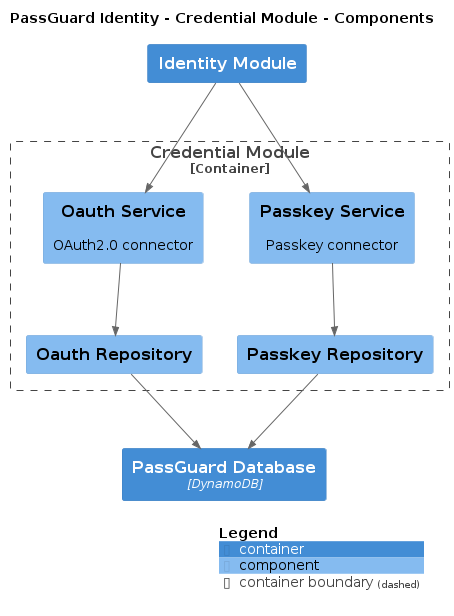 PassGuard Identity - Credential Module - Components
Identity Module
Credential Module
[Container]
Oauth Service
OAuth2.0 connector
Passkey Service
Passkey connector
Oauth Repository
Passkey Repository
PassGuard Database
[DynamoDB]
Legend
container
component
container boundary (dashed)